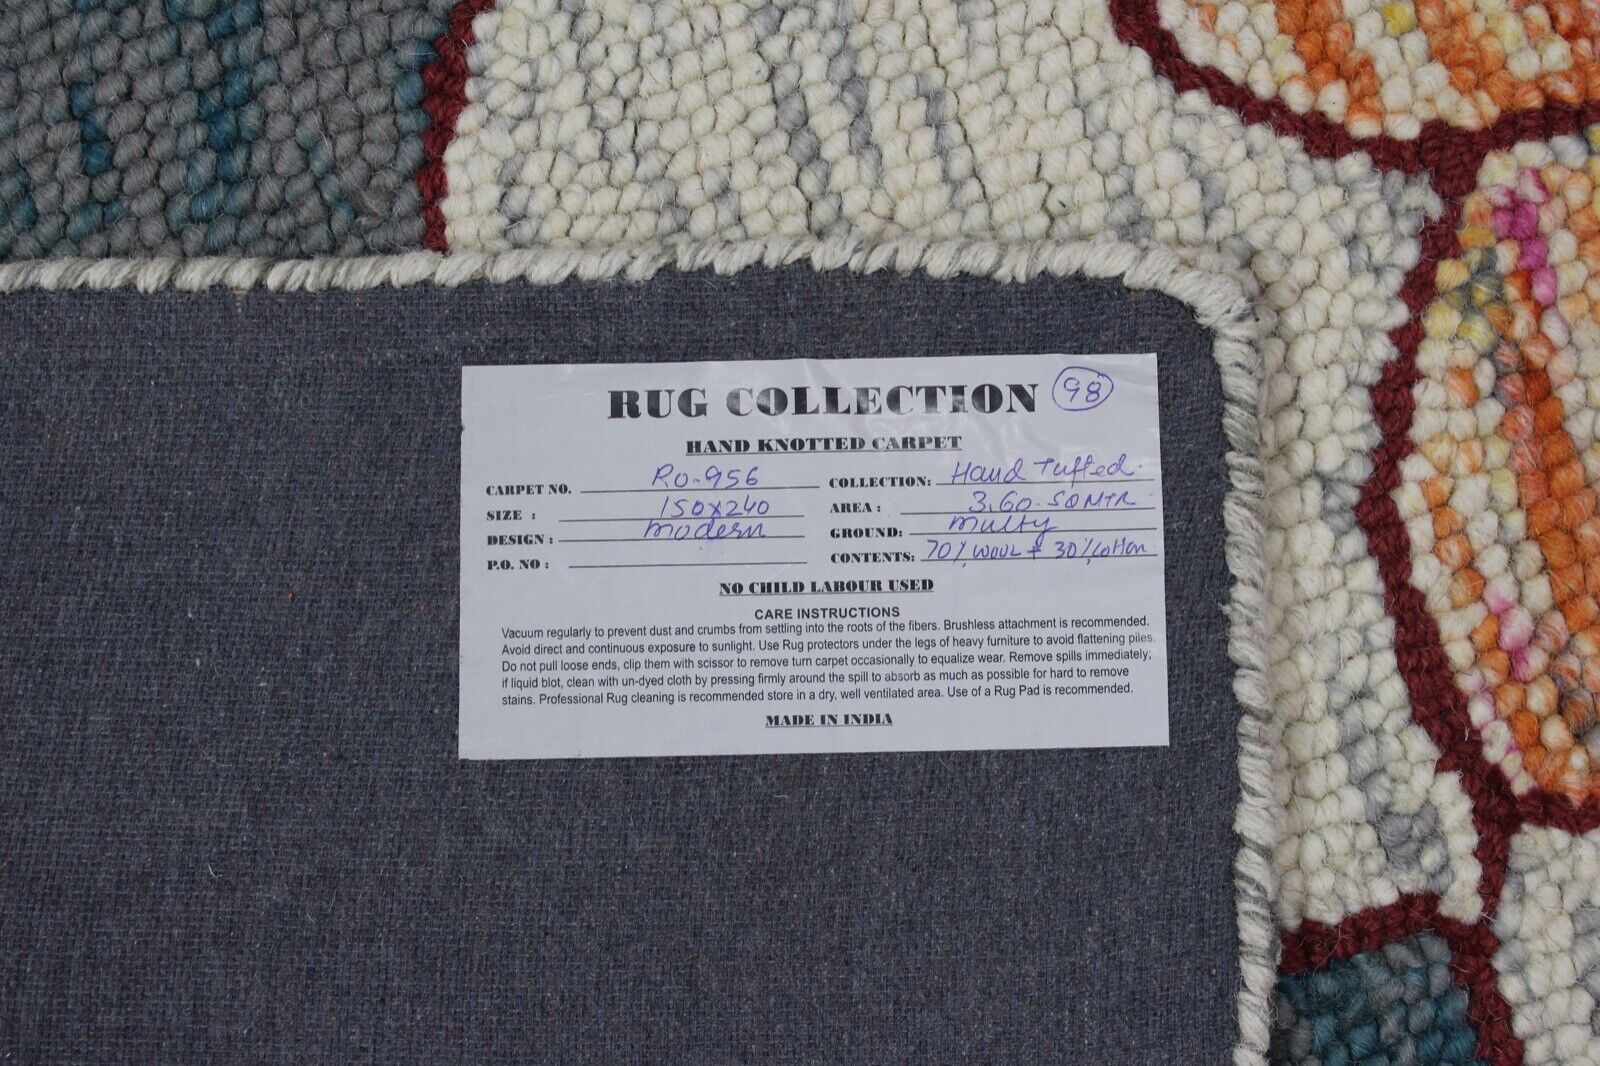 RUG COLLECTION 98
HAND KNOTTED CARPET
CARPET NO. RO-956 COLLECTION: Hand Tufted.
SIZE : 150x240 AREA : 3.60-SQMTR
DESIGN : modern GROUND: multy
P.O. NO : CONTENTS: 70% WOOL + 30% Cotton
NO CHILD LABOUR USED
CARE INSTRUCTIONS
Vacuum regularly to prevent dust and crumbs from settling into the roots of the fibers. Brushless attachment is recommended.
Avoid direct and continuous exposure to sunlight. Use Rug protectors under the legs of heavy furniture to avoid flattening piles.
Do not pull loose ends, clip them with scissor to remove turn carpet occasionally to equalize wear. Remove spills immediately;
if liquid blot, clean with un-dyed cloth by pressing firmly around the spill to absorb as much as possible for hard to remove
stains. Professional Rug cleaning is recommended store in a dry, well ventilated area. Use of a Rug Pad is recommended.
MADE IN INDIA